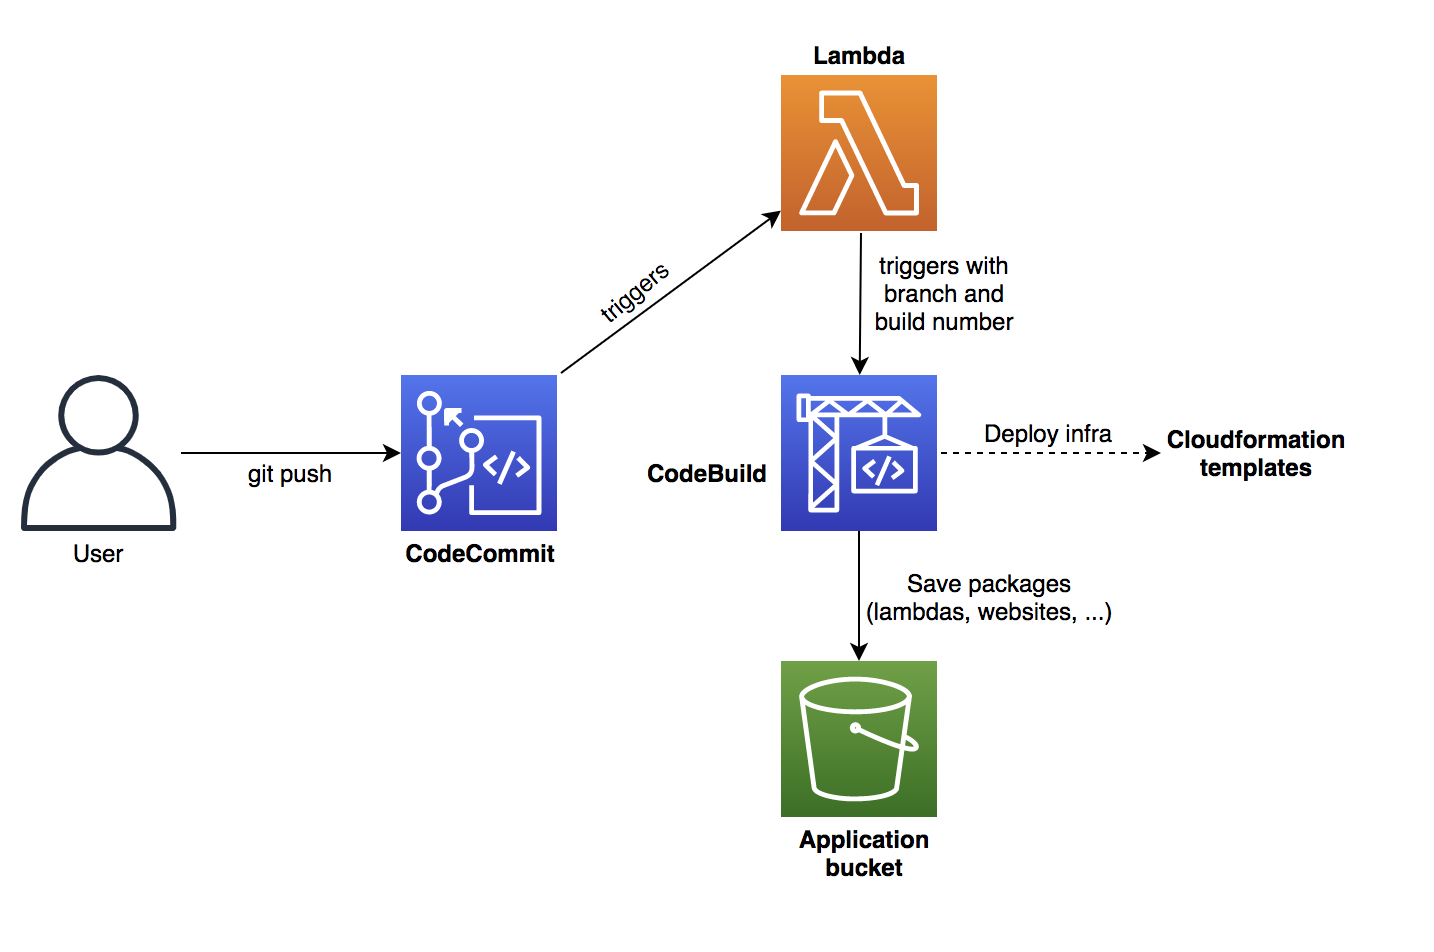 Lambda
triggers
triggers with
branch and
build number
git push
User
CodeCommit
CodeBuild
Deploy infra
Cloudformation
templates
Save packages
(lambdas, websites, ...)
Application
bucket